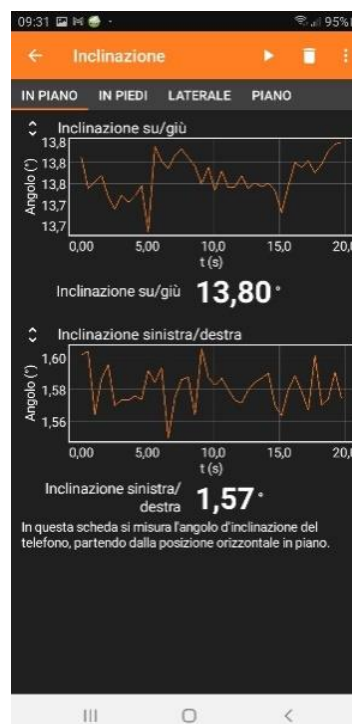 09:31 95%
Inclinazione
IN PIANO IN PIEDI LATERALE PIANO
Inclinazione su/giù
13,8
13,8
13,8
13,7
13,7
Angolo (°)
0,00 5,00 10,0 15,0 20,0
t (s)
Inclinazione su/giù 13,80 °
Inclinazione sinistra/destra
1,60
1,58
1,56
Angolo (°)
0,00 5,00 10,0 15,0 20,0
t (s)
Inclinazione sinistra/
destra 1,57 °
In questa scheda si misura l'angolo d'inclinazione del
telefono, partendo dalla posizione orizzontale in piano.